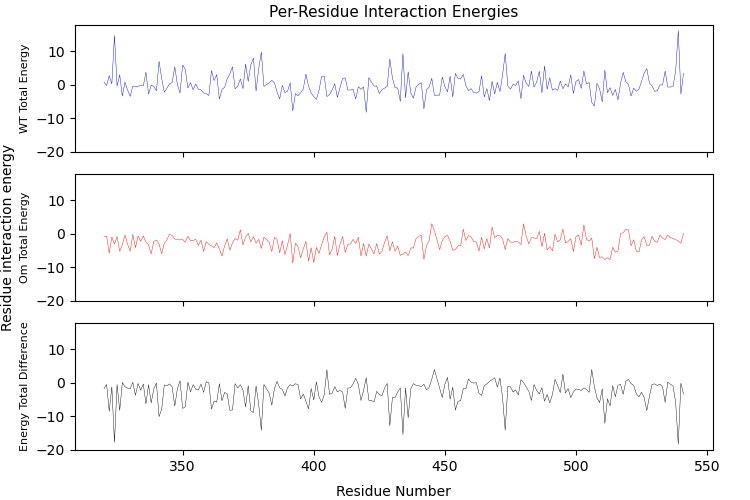 Per-Residue Interaction Energies
Residue interaction energy
WT Total Energy
10
0
−10
−20
Om Total Energy
10
0
−10
−20
Energy Total Difference
10
0
−10
−20
350 400 450 500 550
Residue Number